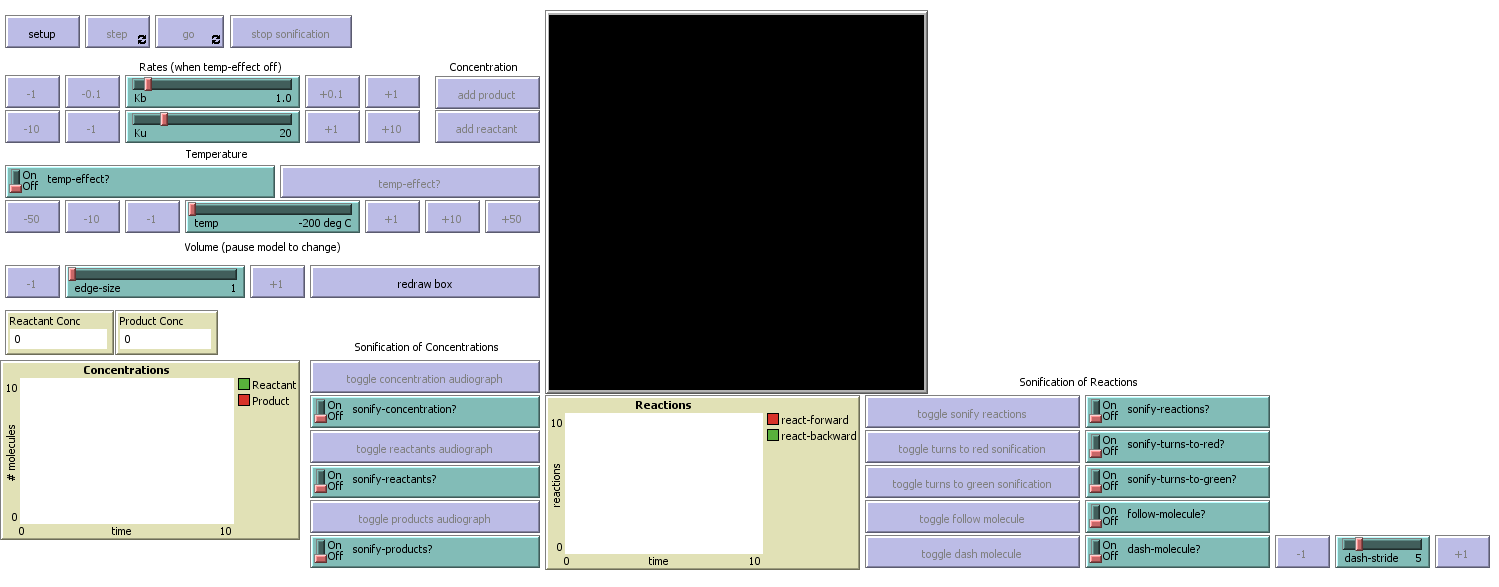 setup
step
go
stop sonification
Rates (when temp-effect off)
Concentration
-1
-0.1
Kb
1.0
+0.1
+1
add product
-10
-1
Ku
20
+1
+10
add reactant
Temperature
On
Off
temp-effect?
temp-effect?
-50
-10
-1
temp
-200 deg C
+1
+10
+50
Volume (pause model to change)
-1
edge-size
1
+1
redraw box
Reactant Conc
0
Product Conc
0
Concentrations
10
# molecules
0
0
time
10
Reactant
Product
Sonification of Concentrations
toggle concentration audiograph
On
Off
sonify-concentration?
toggle reactants audiograph
On
Off
sonify-reactants?
toggle products audiograph
On
Off
sonify-products?
Reactions
10
reactions
0
0
time
10
react-forward
react-backward
Sonification of Reactions
toggle sonify reactions
On
Off
sonify-reactions?
toggle turns to red sonification
On
Off
sonify-turns-to-red?
toggle turns to green sonification
On
Off
sonify-turns-to-green?
toggle follow molecule
On
Off
follow-molecule?
toggle dash molecule
On
Off
dash-molecule?
-1
dash-stride
5
+1